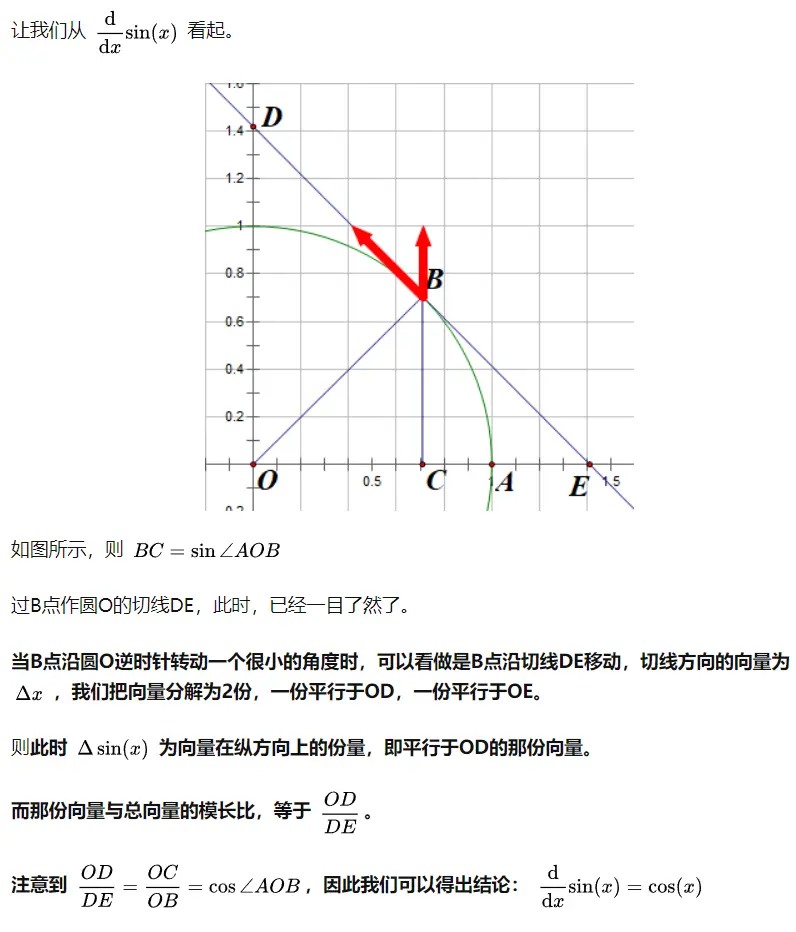 让我们从 d/dx sin(x) 看起。
1.6
D
1.4
1.2
1
0.8
B
0.6
0.4
0.2
O
0.5
C
1
A
E
1.5
0.2
如图所示，则 BC = sin∠AOB
过B点作圆O的切线DE，此时，已经一目了然了。
当B点沿圆O逆时针转动一个很小的角度时，可以看做是B点沿切线DE移动，切线方向的向量为
Δx ，我们把向量分解为2份，一份平行于OD，一份平行于OE。
则此时 Δ sin(x) 为向量在纵方向上的份量，即平行于OD的那份向量。
而那份向量与总向量的模长比，等于 OD/DE 。
注意到 OD/DE = OC/OB = cos∠AOB ，因此我们可以得出结论： d/dx sin(x) = cos(x)